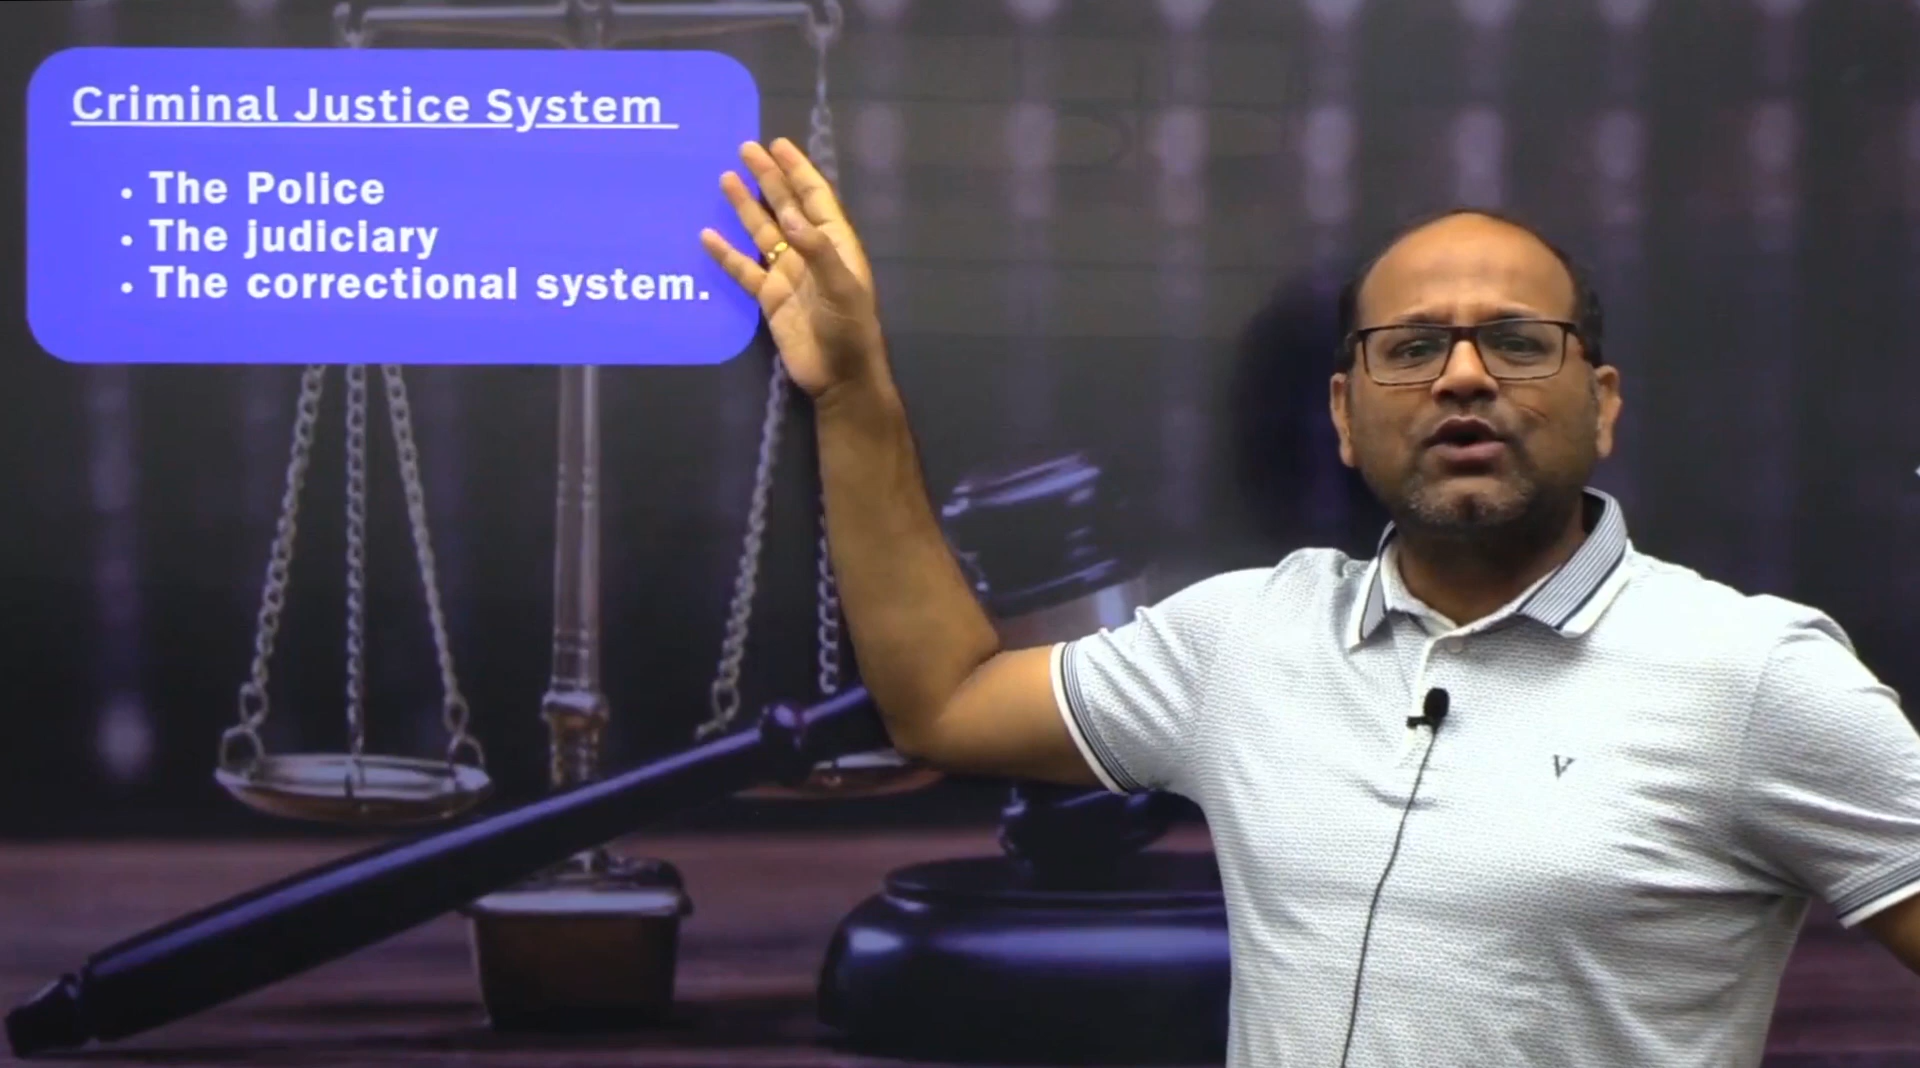 Criminal Justice System
• The Police
• The judiciary
• The correctional system.
V